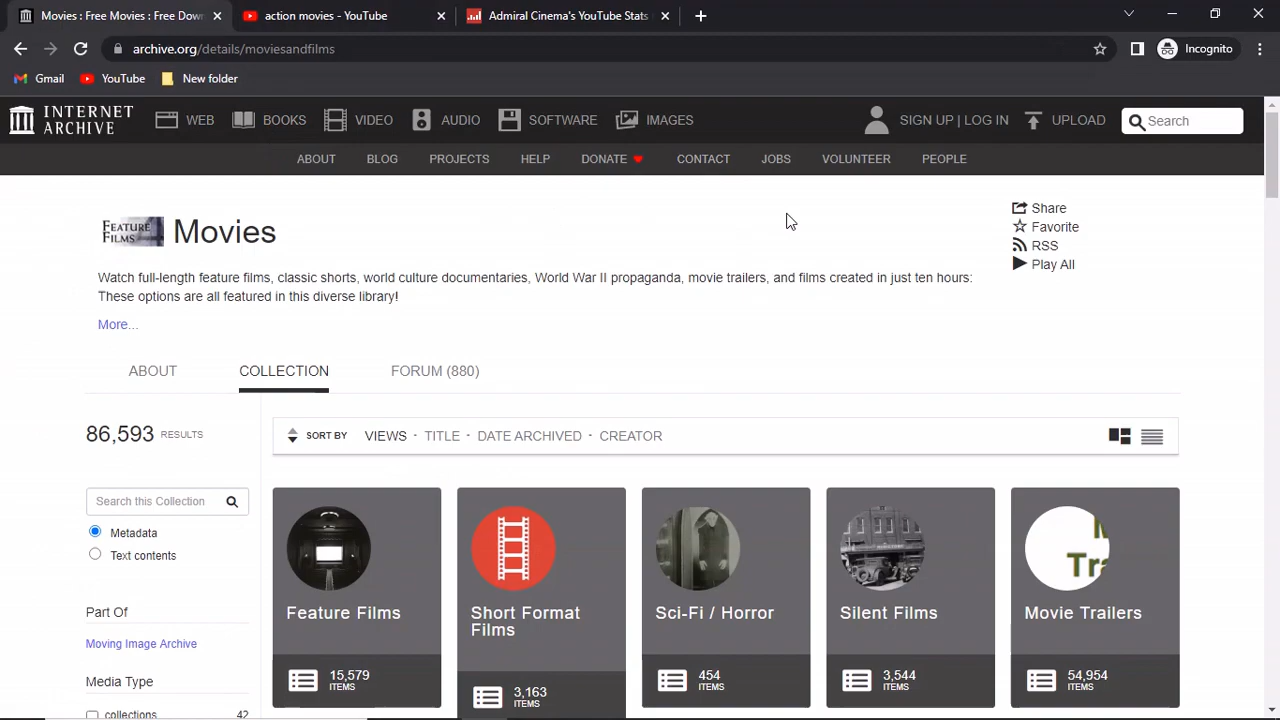 Movies : Free Movies : Free Dow
action movies - YouTube
Admiral Cinema's YouTube Stats
archive.org/details/moviesandfilms
Incognito
Gmail
YouTube
New folder
INTERNET ARCHIVE
WEB
BOOKS
VIDEO
AUDIO
SOFTWARE
IMAGES
SIGN UP | LOG IN
UPLOAD
Search
ABOUT
BLOG
PROJECTS
HELP
DONATE
CONTACT
JOBS
VOLUNTEER
PEOPLE
FEATURE FILMS
Movies
Share
Favorite
RSS
Play All
Watch full-length feature films, classic shorts, world culture documentaries, World War II propaganda, movie trailers, and films created in just ten hours:
These options are all featured in this diverse library!
More...
ABOUT
COLLECTION
FORUM (880)
86,593 RESULTS
SORT BY VIEWS · TITLE · DATE ARCHIVED · CREATOR
Search this Collection
Metadata
Text contents
Part Of
Moving Image Archive
Media Type
collections 42
Feature Films
15,579
ITEMS
Short Format
Films
3,163
ITEMS
Sci-Fi / Horror
454
ITEMS
Silent Films
3,544
ITEMS
Movie Trailers
54,954
ITEMS